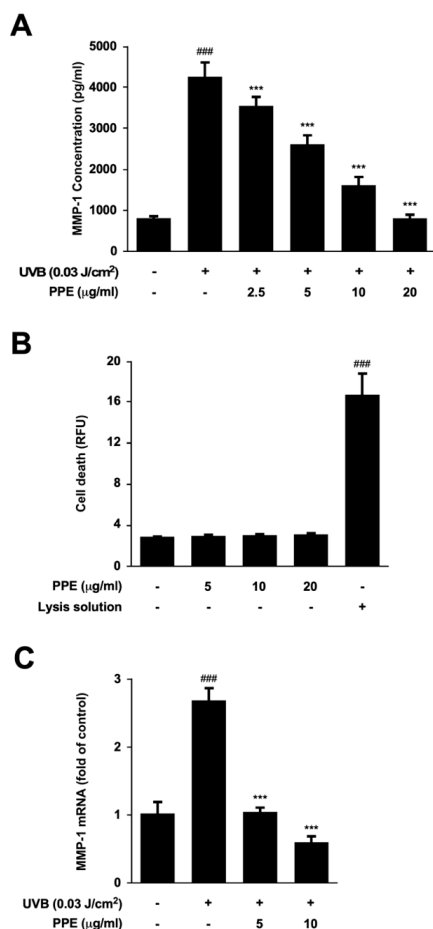 A
MMP-1 Concentration (pg/ml)
5000
4000
3000
2000
1000
0
###
***
***
***
***
UVB (0.03 J/cm²) - + + + + +
PPE (μg/ml) - - 2.5 5 10 20
B
Cell death (RFU)
20
16
12
8
4
0
###
PPE (μg/ml) - 5 10 20 -
Lysis solution - - - - +
C
MMP-1 mRNA (fold of control)
3
2
1
0
###
***
***
UVB (0.03 J/cm²) - + + +
PPE (μg/ml) - - 5 10